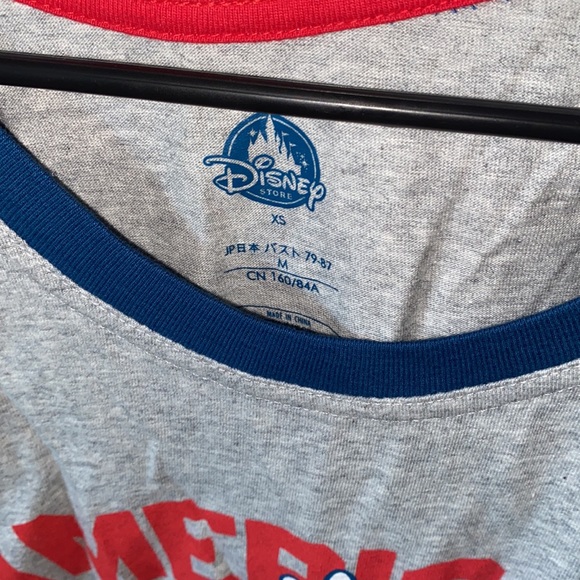 Disney
STORE
XS
JP日本 バスト 79-87
M
CN 160/84A
MADE IN CHINA